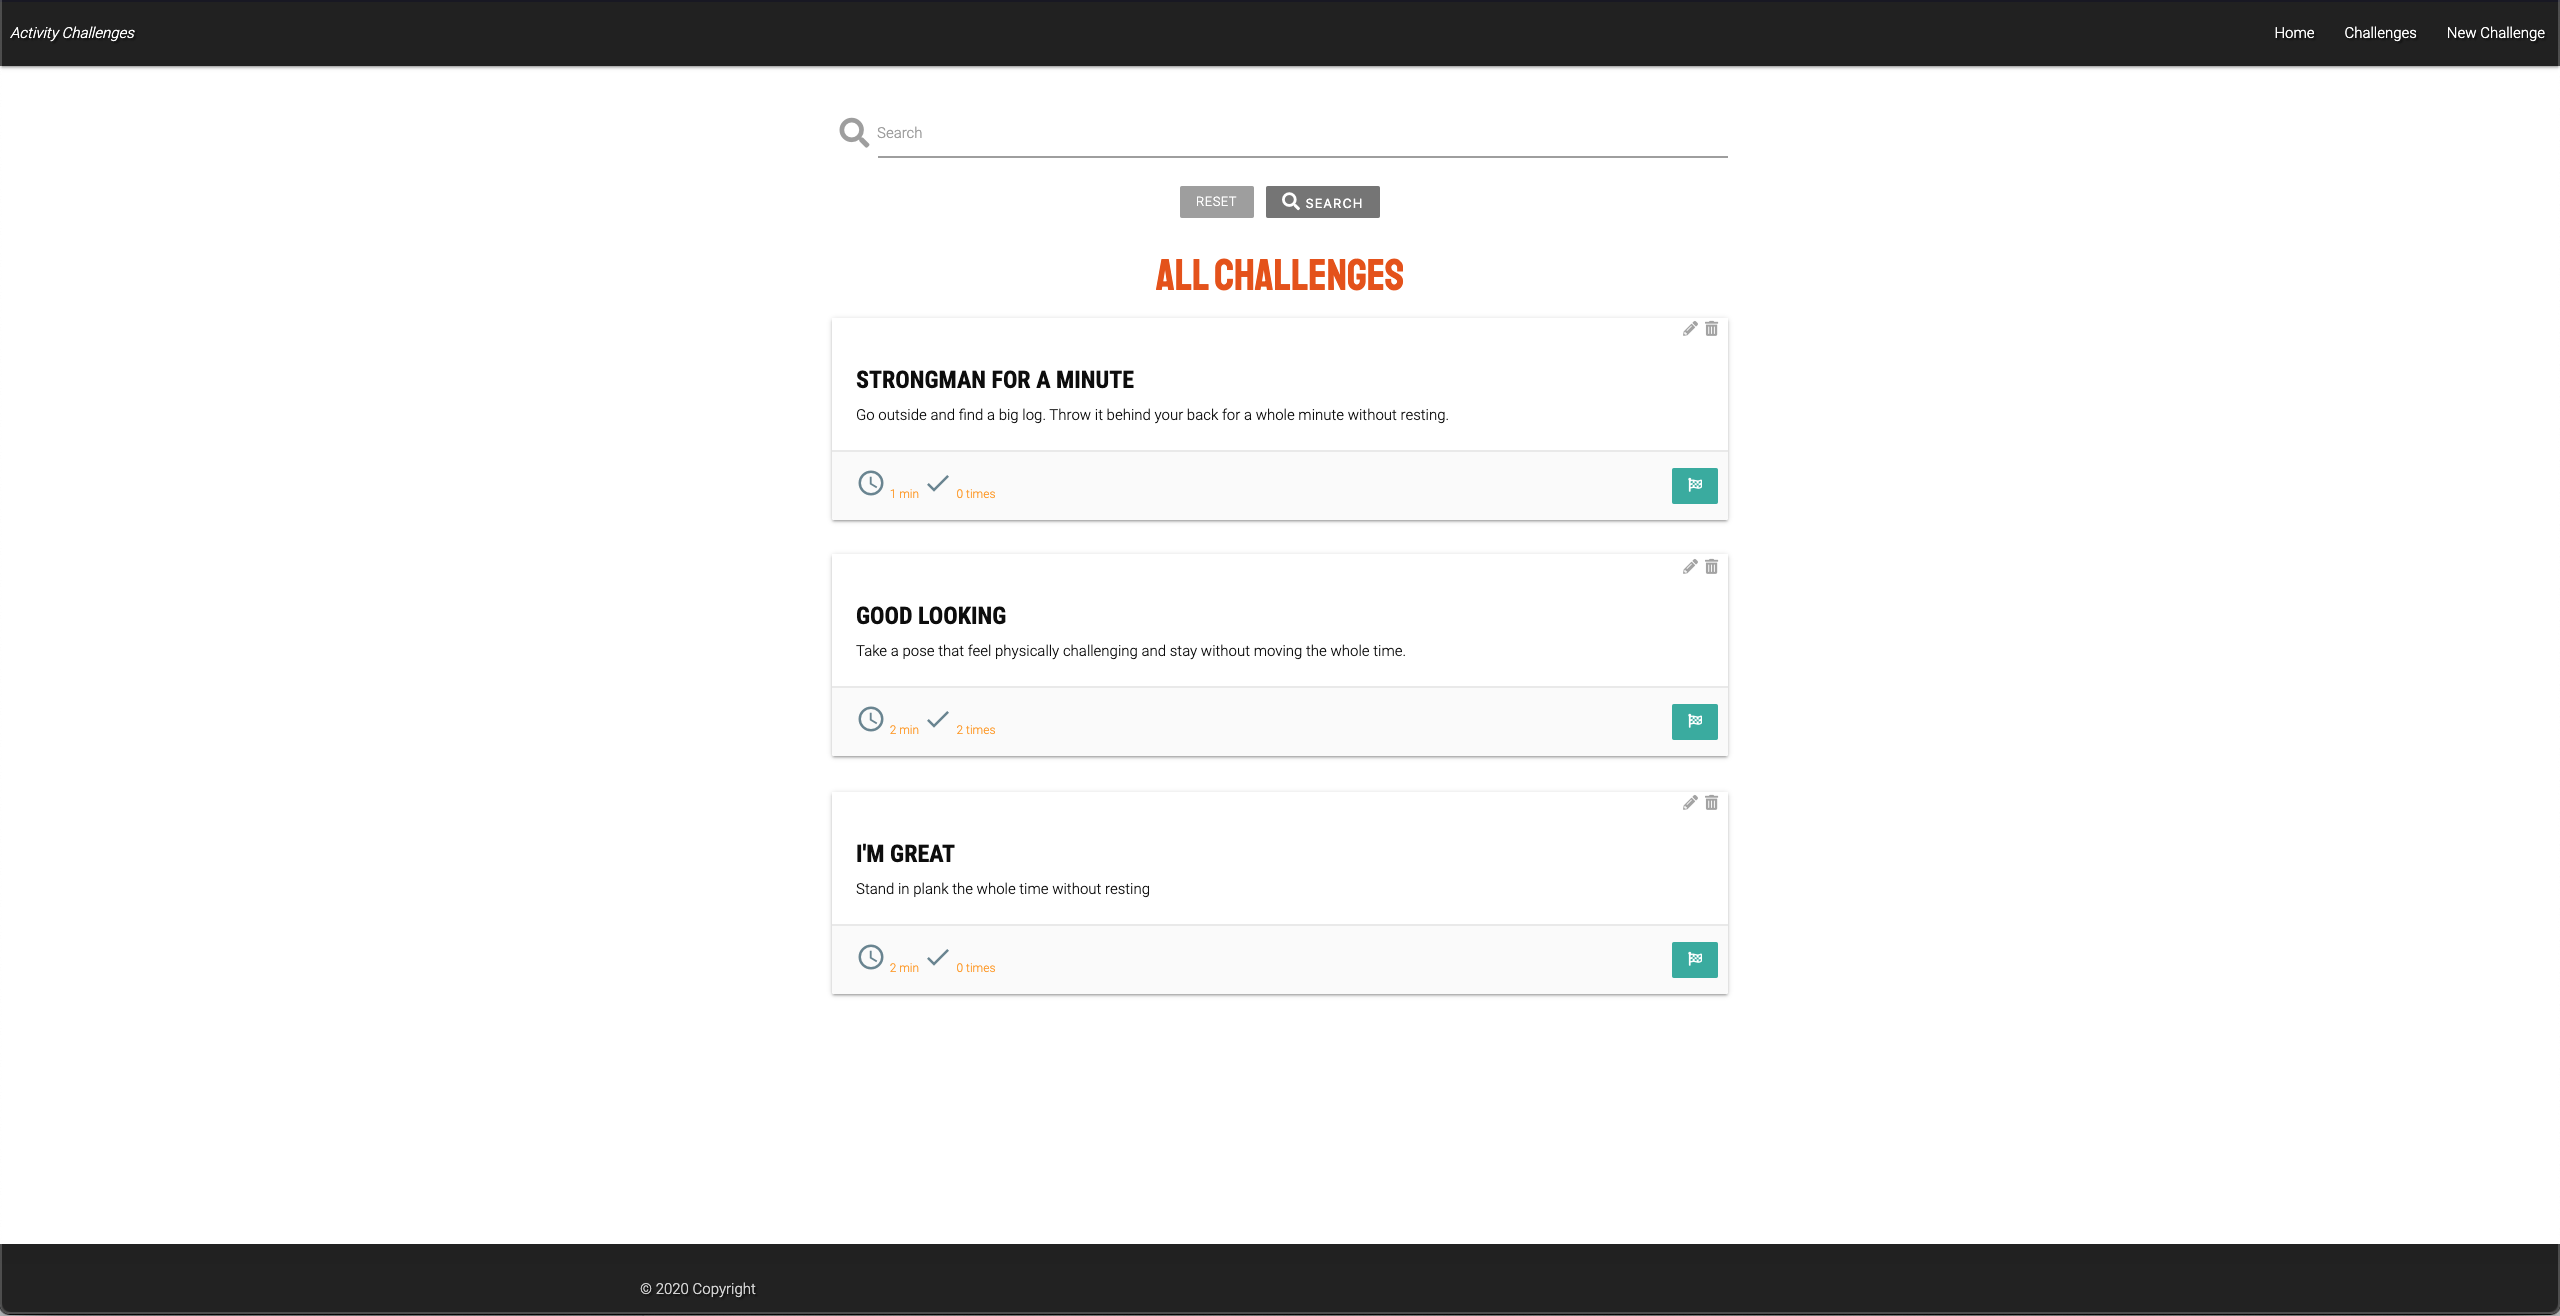 Activity Challenges
Home Challenges New Challenge
Search
RESET SEARCH
ALL CHALLENGES
STRONGMAN FOR A MINUTE
Go outside and find a big log. Throw it behind your back for a whole minute without resting.
1 min 0 times
GOOD LOOKING
Take a pose that feel physically challenging and stay without moving the whole time.
2 min 2 times
I'M GREAT
Stand in plank the whole time without resting
2 min 0 times
© 2020 Copyright